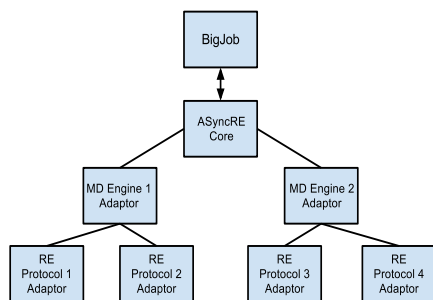 BigJob
ASyncRE
Core
MD Engine 1
Adaptor
MD Engine 2
Adaptor
RE
Protocol 1
Adaptor
RE
Protocol 2
Adaptor
RE
Protocol 3
Adaptor
RE
Protocol 4
Adaptor